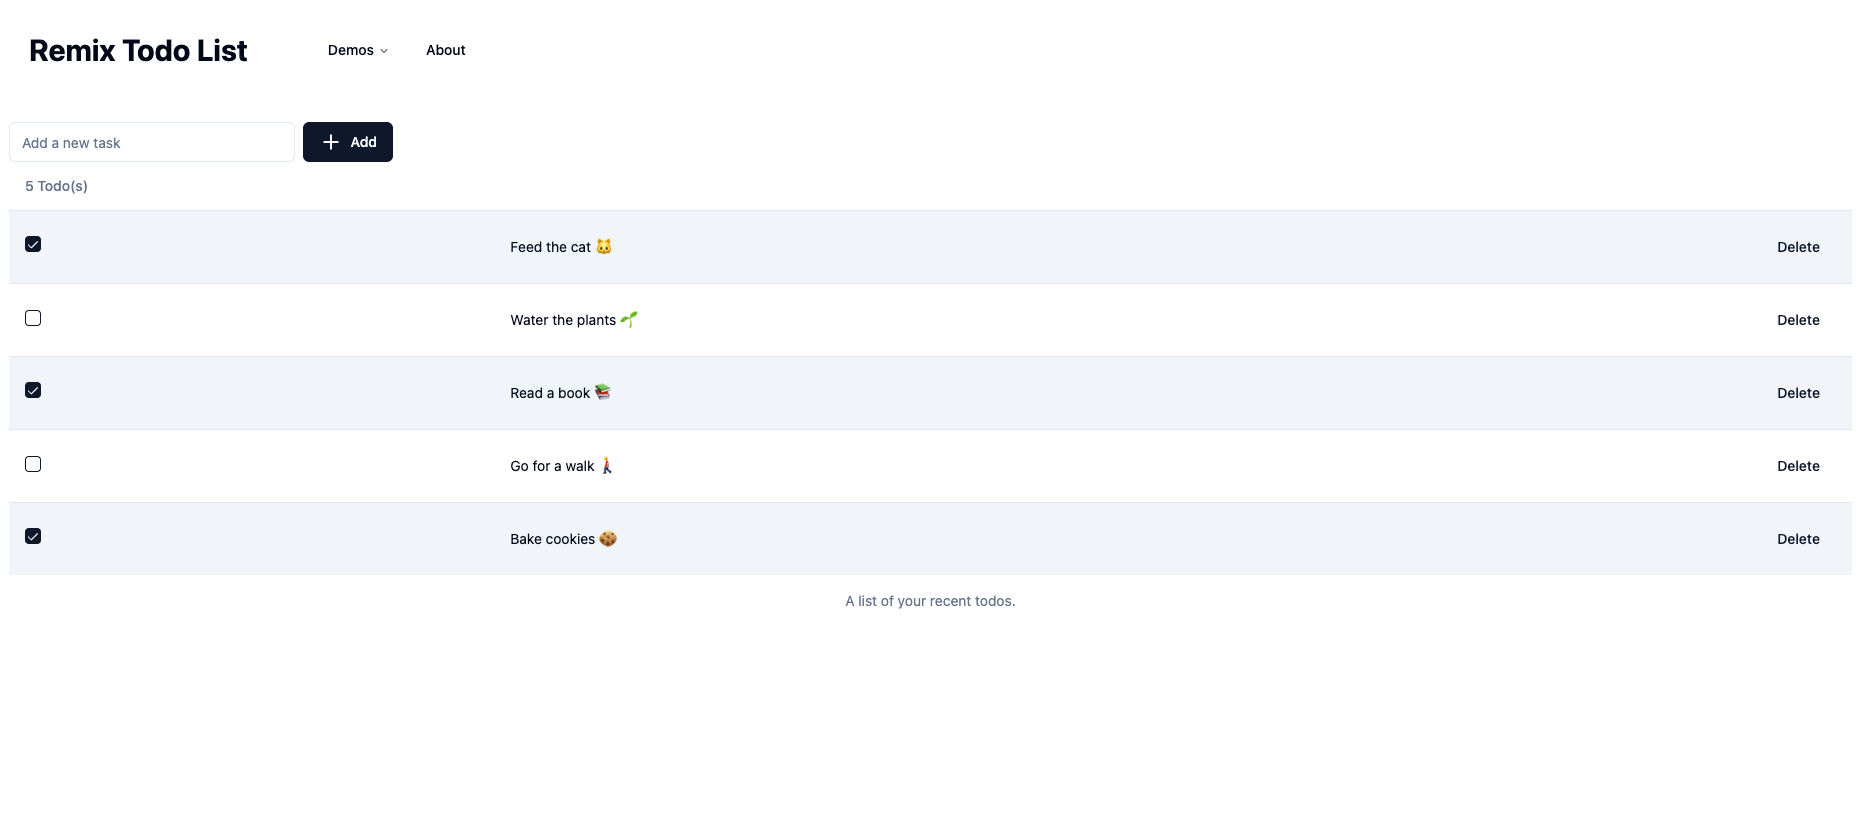 Remix Todo List Demos About
Add a new task Add
5 Todo(s)
Feed the cat 🐱 Delete
Water the plants 🌱 Delete
Read a book 📚 Delete
Go for a walk 🚶 Delete
Bake cookies 🍪 Delete
A list of your recent todos.